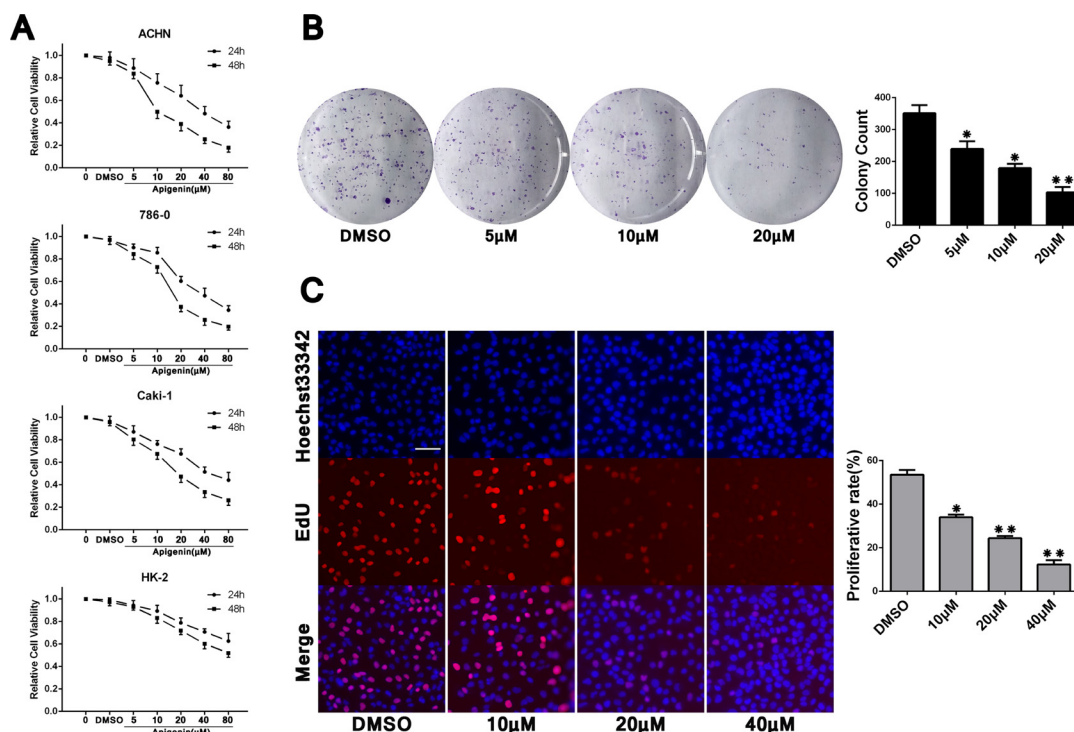 A
ACHN
Relative Cell Viability
1.0
0.8
0.6
0.4
0.2
0
24h
48h
0 DMSO 5 10 20 40 80
Apigenin(μM)
786-0
Relative Cell Viability
1.0
0.8
0.6
0.4
0.2
0
24h
48h
0 DMSO 5 10 20 40 80
Apigenin(μM)
Caki-1
Relative Cell Viability
1.0
0.8
0.6
0.4
0.2
0
24h
48h
0 DMSO 5 10 20 40 80
Apigenin(μM)
HK-2
Relative Cell Viability
1.0
0.8
0.6
0.4
0.2
0
24h
48h
0 DMSO 5 10 20 40 80
Apigenin(μM)
B
DMSO 5μM 10μM 20μM
Colony Count
400
300
200
100
0
*
*
**
DMSO 5μM 10μM 20μM
C
Hoechst33342
EdU
Merge
DMSO 10μM 20μM 40μM
Proliferative rate(%)
60
40
20
0
*
**
**
DMSO 10μM 20μM 40μM